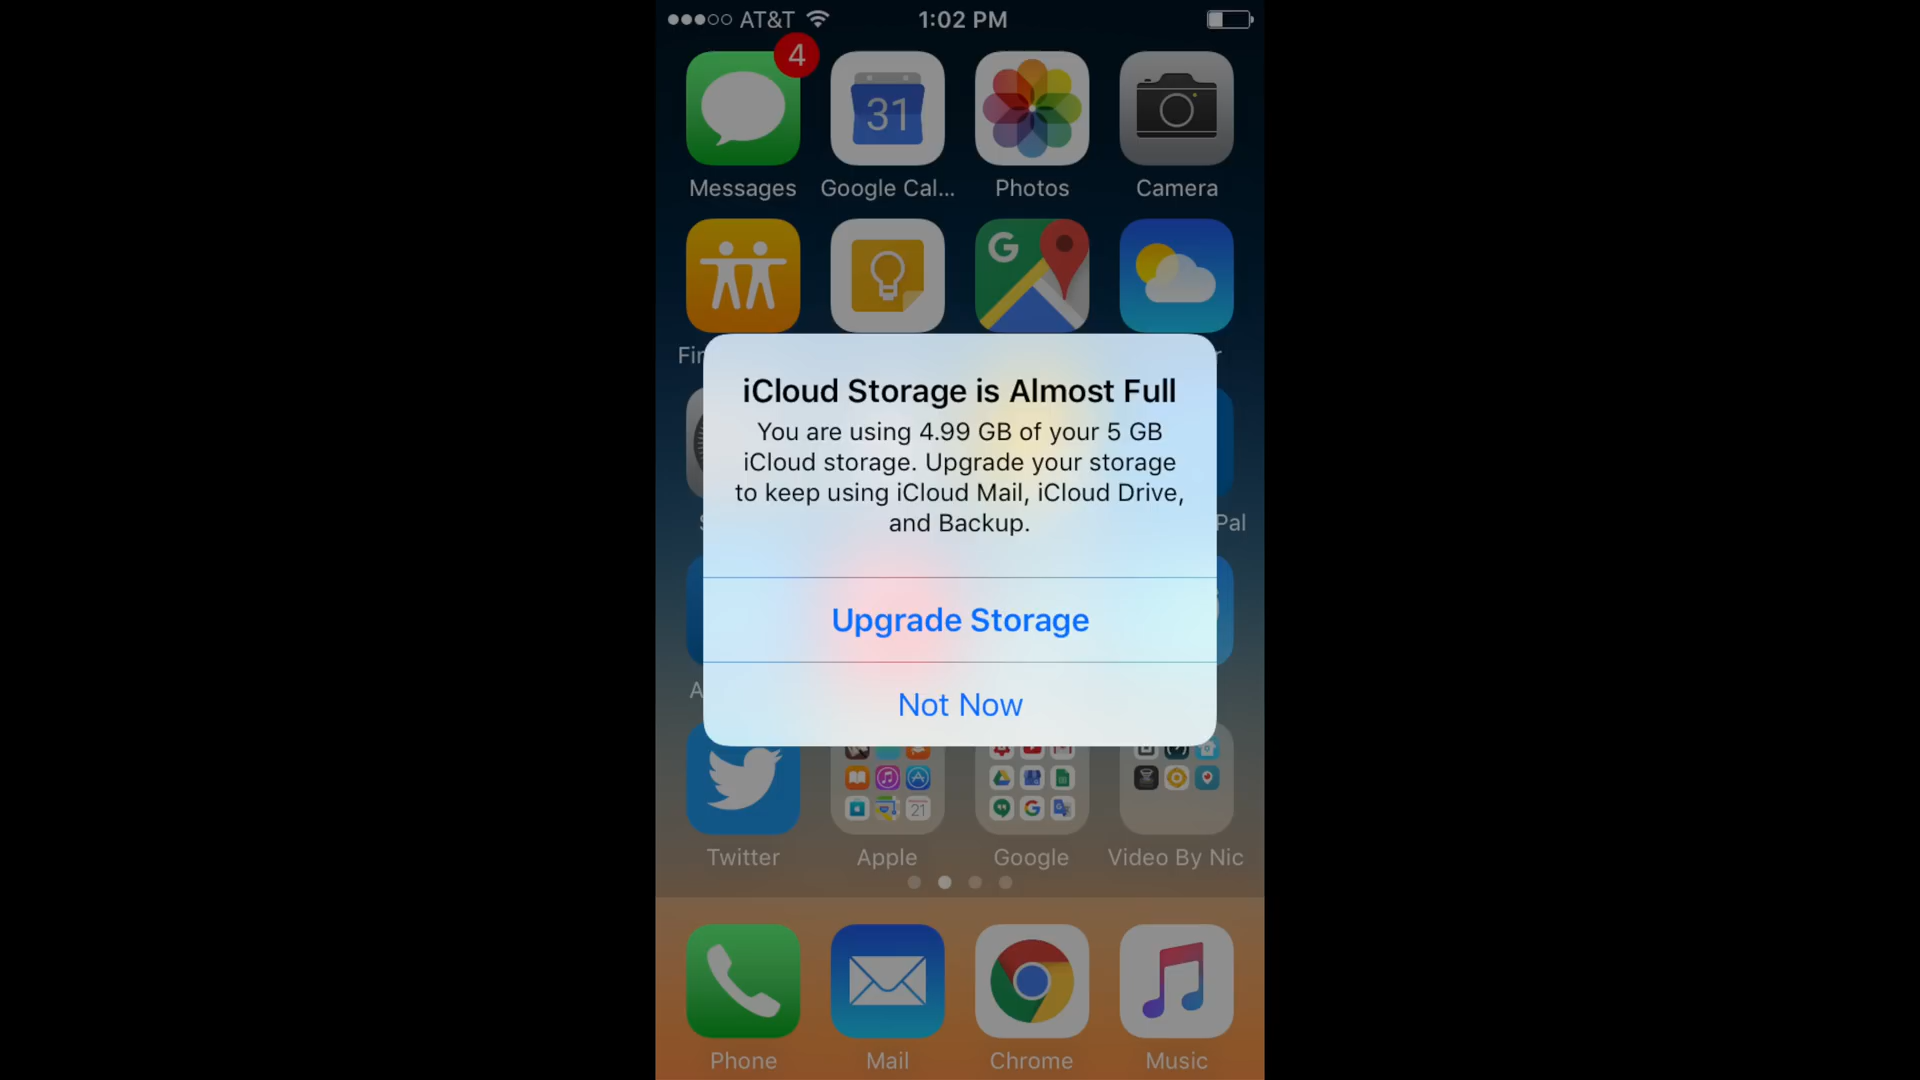 AT&T 1:02 PM
4
31
Messages Google Cal... Photos Camera
G
iCloud Storage is Almost Full
You are using 4.99 GB of your 5 GB
iCloud storage. Upgrade your storage
to keep using iCloud Mail, iCloud Drive,
and Backup.
Pal
Upgrade Storage
Not Now
21
Twitter Apple Google Video By Nic
Phone Mail Chrome Music